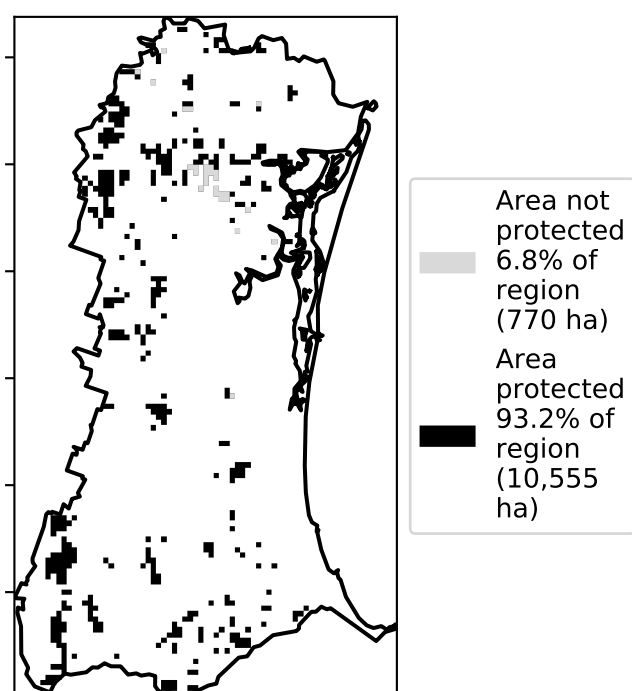 Area not
protected
6.8% of
region
(770 ha)
Area
protected
93.2% of
region
(10,555
ha)